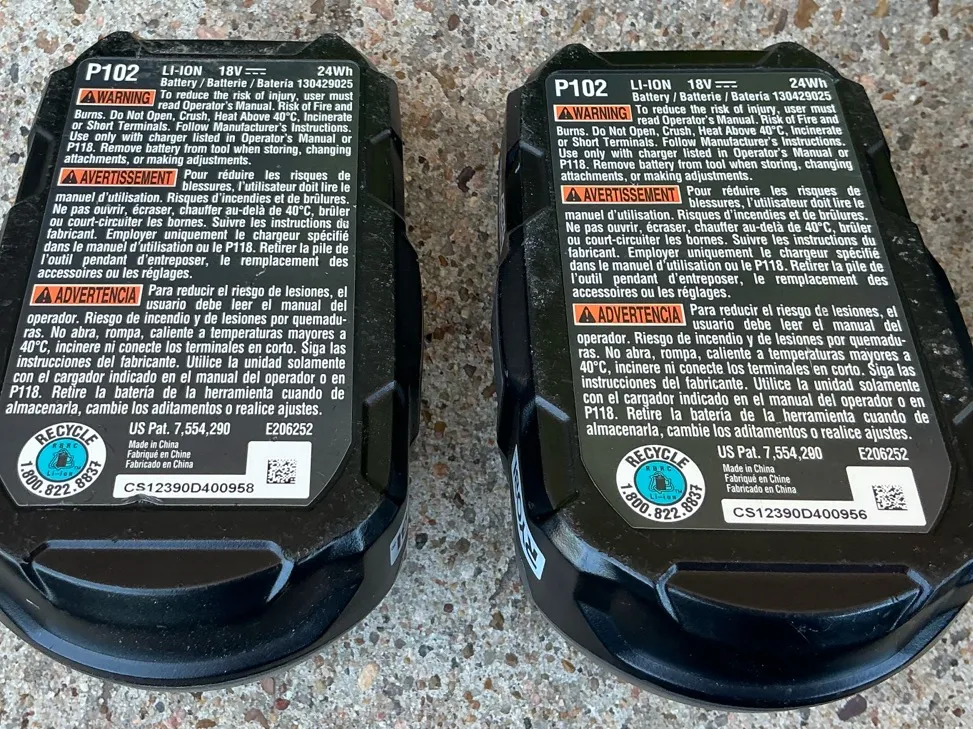 P102 LI-ION 18V 24Wh
Battery / Batterie / Batería 130429025
WARNING To reduce the risk of injury, user must
read Operator's Manual. Risk of Fire and
Burns. Do Not Open, Crush, Heat Above 40°C, Incinerate
or Short Terminals. Follow Manufacturer's Instructions.
Use only with charger listed in Operator's Manual or
P118. Remove battery from tool when storing, changing
attachments, or making adjustments.
AVERTISSEMENT Pour réduire les risques de
blessures, l'utilisateur doit lire le
manuel d'utilisation. Risques d'incendies et de brûlures.
Ne pas ouvrir, écraser, chauffer au-delà de 40°C, brûler
ou court-circuiter les bornes. Suivre les instructions du
fabricant. Employer uniquement le chargeur spécifié
dans le manuel d'utilisation ou le P118. Retirer la pile de
l'outil pendant d'entreposer, le remplacement des
accessoires ou les réglages.
ADVERTENCIA Para reducir el riesgo de lesiones, el
usuario debe leer el manual del
operador. Riesgo de incendio y de lesiones por quemadu-
ras. No abra, rompa, caliente a temperaturas mayores a
40°C, incinere ni conecte los terminales en corto. Siga las
instrucciones del fabricante. Utilice la unidad solamente
con el cargador indicado en el manual del operador o en
P118. Retire la batería de la herramienta cuando de
almacenarla, cambie los aditamentos o realice ajustes.
RECYCLE
RBRC
Li-Ion
1.800.822.8837
US Pat. 7,554,290 E206252
Made in China
Fabriqué en Chine
Fabricado en China
CS12390D400958
P102 LI-ION 18V 24Wh
Battery / Batterie / Batería 130429025
WARNING To reduce the risk of injury, user must
read Operator's Manual. Risk of Fire and
Burns. Do Not Open, Crush, Heat Above 40°C, Incinerate
or Short Terminals. Follow Manufacturer's Instructions.
Use only with charger listed in Operator's Manual or
P118. Remove battery from tool when storing, changing
attachments, or making adjustments.
AVERTISSEMENT Pour réduire les risques de
blessures, l'utilisateur doit lire le
manuel d'utilisation. Risques d'incendies et de brûlures.
Ne pas ouvrir, écraser, chauffer au-delà de 40°C, brûler
ou court-circuiter les bornes. Suivre les instructions du
fabricant. Employer uniquement le chargeur spécifié
dans le manuel d'utilisation ou le P118. Retirer la pile de
l'outil pendant d'entreposer, le remplacement des
accessoires ou les réglages.
ADVERTENCIA Para reducir el riesgo de lesiones, el
usuario debe leer el manual del
operador. Riesgo de incendio y de lesiones por quemadu-
ras. No abra, rompa, caliente a temperaturas mayores a
40°C, incinere ni conecte los terminales en corto. Siga las
instrucciones del fabricante. Utilice la unidad solamente
con el cargador indicado en el manual del operador o en
P118. Retire la batería de la herramienta cuando de
almacenarla, cambie los aditamentos o realice ajustes.
RECYCLE
RBRC
Li-Ion
1.800.822.8837
US Pat. 7,554,290 E206252
Made in China
Fabriqué en Chine
Fabricado en China
CS12390D400956